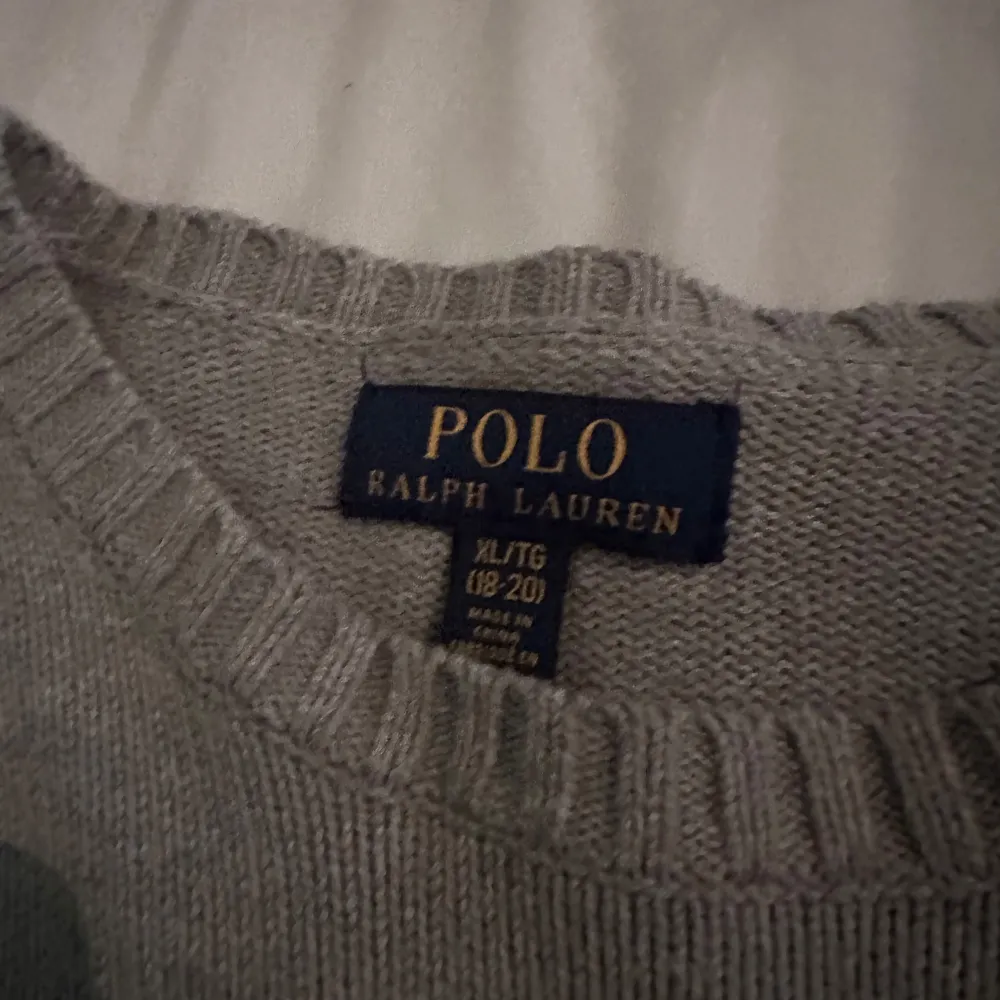 POLO
RALPH LAUREN
XL/TG
(18-20)
MADE IN
CHINA